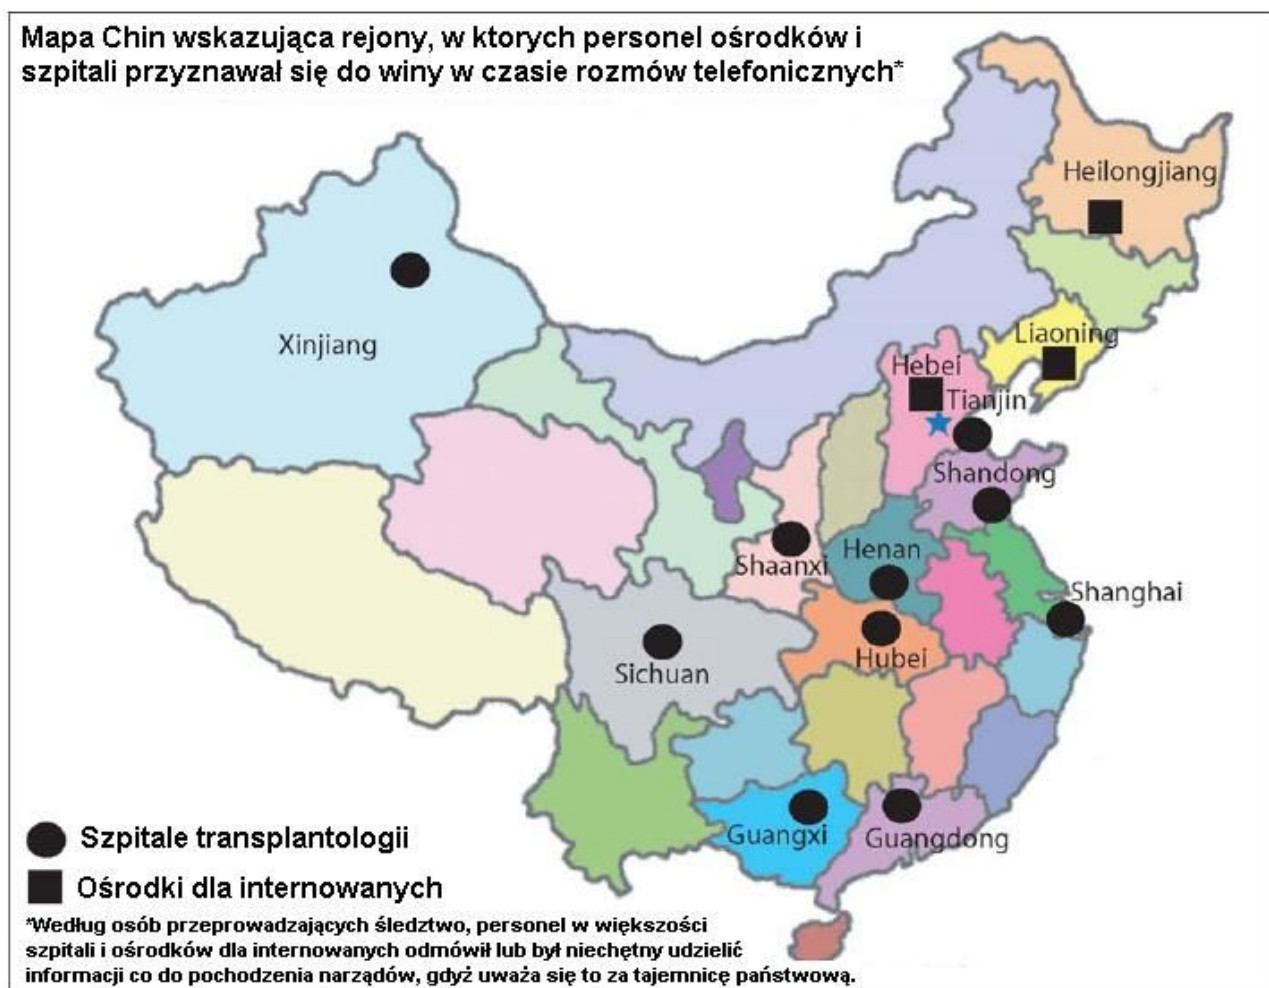 Mapa Chin wskazująca rejony, w ktorych personel ośrodków i
szpitali przyznawał się do winy w czasie rozmów telefonicznych*
Heilongjiang
Liaoning
Xinjiang
Hebei
Tianjin
Shandong
Henan
Shaanxi
Shanghai
Hubei
Sichuan
Guangxi
Guangdong
Szpitale transplantologii
Ośrodki dla internowanych
*Według osób przeprowadzających śledztwo, personel w większości
szpitali i ośrodków dla internowanych odmówił lub był niechętny udzielić
informacji co do pochodzenia narządów, gdyż uważa się to za tajemnicę państwową.